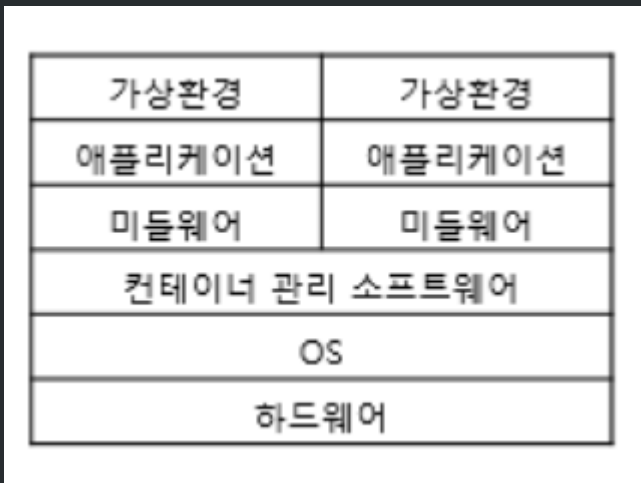 가상환경 가상환경
애플리케이션 애플리케이션
미들웨어 미들웨어
컨테이너 관리 소프트웨어
OS
하드웨어